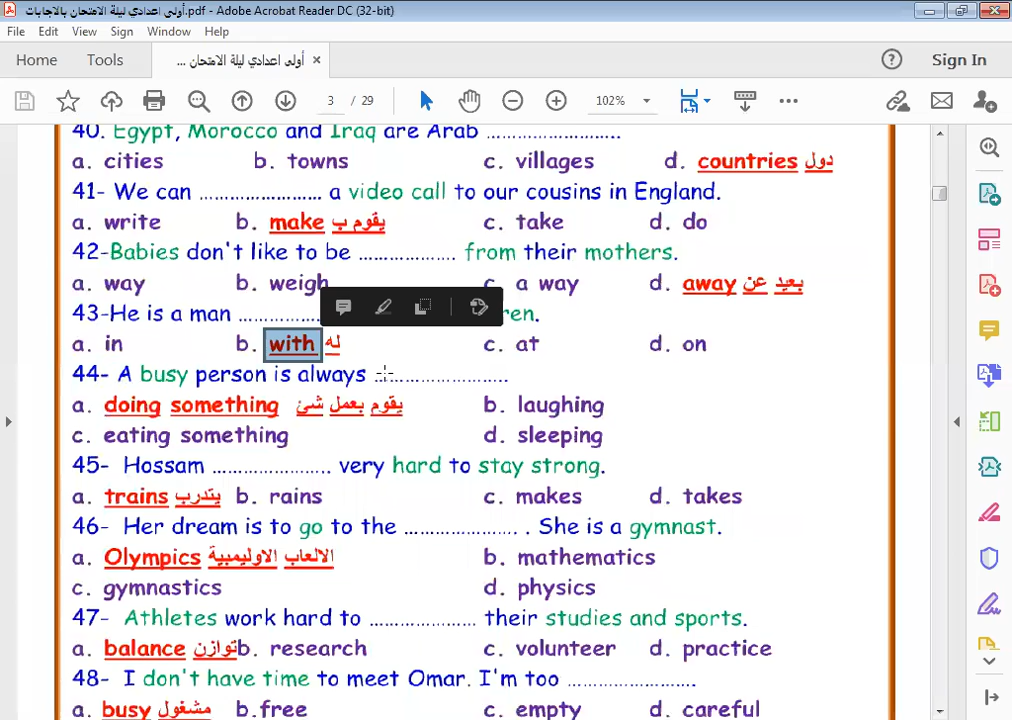 أولى اعدادي ليلة الامتحان بالاجابات.pdf - Adobe Acrobat Reader DC (32-bit)
File Edit View Sign Window Help
Home Tools أولى اعدادي ليلة الامتحان ... × ? Sign In
3 / 29 102%
40. Egypt, Morocco and Iraq are Arab ……………………..
a. cities b. towns c. villages d. countries دول
41- We can …………………… a video call to our cousins in England.
a. write b. make يقوم ب c. take d. do
42-Babies don't like to be ………………. from their mothers.
a. way b. weigh c. a way d. away بعيد عن
43-He is a man …………… ren.
a. in b. with له c. at d. on
44- A busy person is always ……………………..
a. doing something يقوم بعمل شئ b. laughing
c. eating something d. sleeping
45- Hossam ………………….. very hard to stay strong.
a. trains يتدرب b. rains c. makes d. takes
46- Her dream is to go to the …………………. . She is a gymnast.
a. Olympics الالعاب الاوليمبية b. mathematics
c. gymnastics d. physics
47- Athletes work hard to ………………… their studies and sports.
a. balance توازن b. research c. volunteer d. practice
48- I don't have time to meet Omar. I'm too …………………….
a. busy مشغول b.free c. empty d. careful